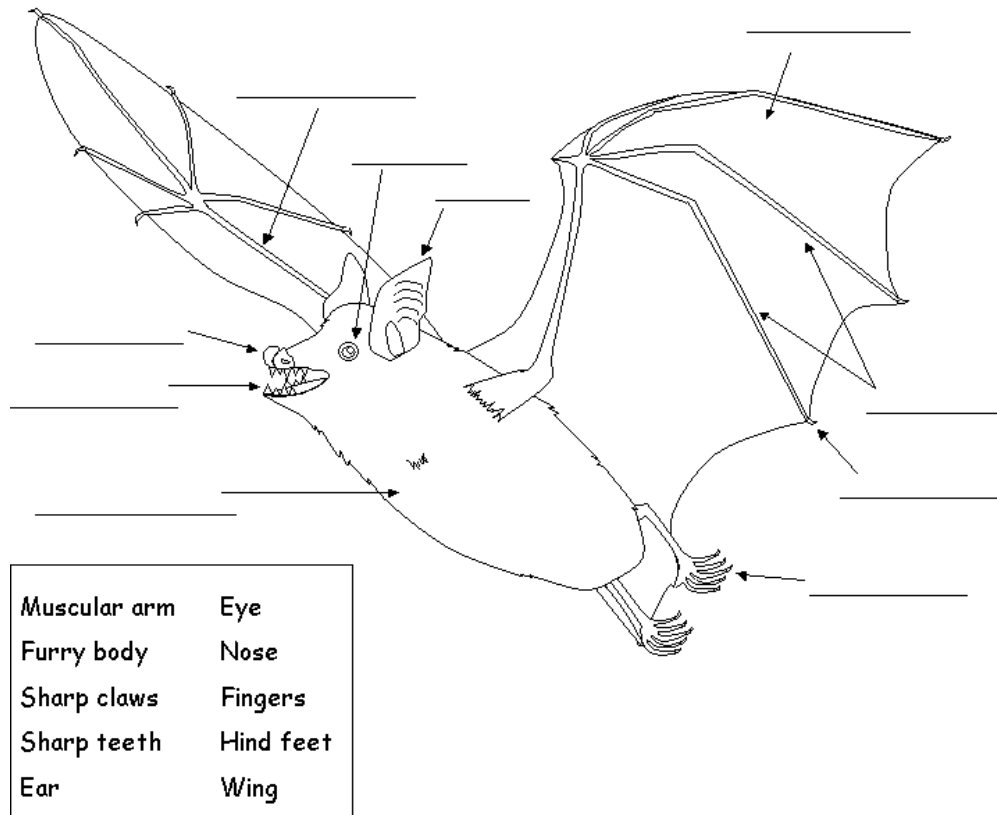 Muscular arm Eye
Furry body Nose
Sharp claws Fingers
Sharp teeth Hind feet
Ear Wing